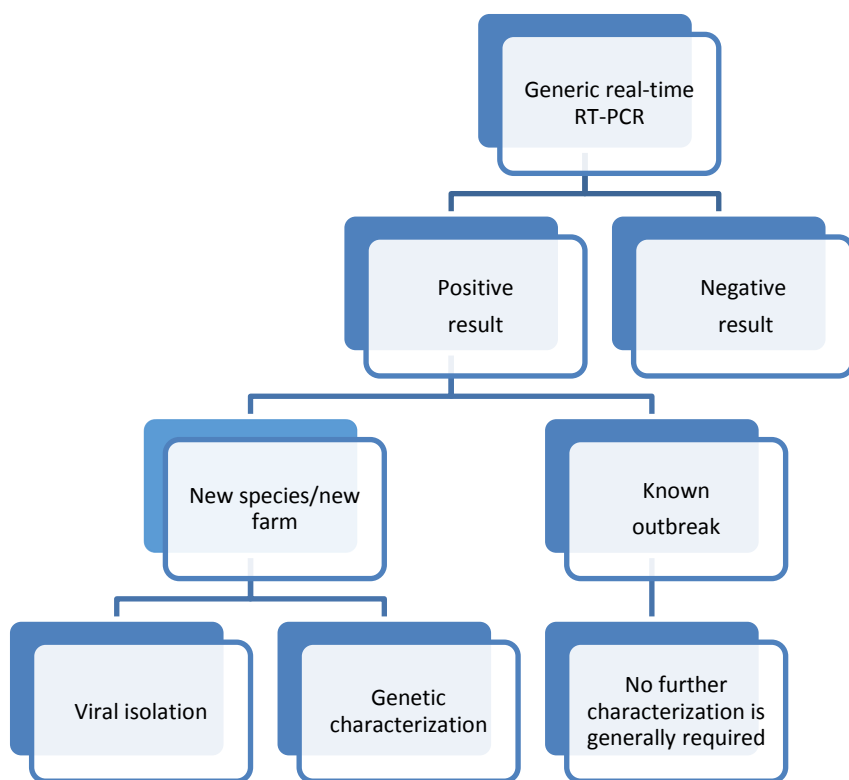 Generic real-time
RT-PCR
Positive
result
Negative
result
New species/new
farm
Known
outbreak
Viral isolation
Genetic
characterization
No further
characterization is
generally required